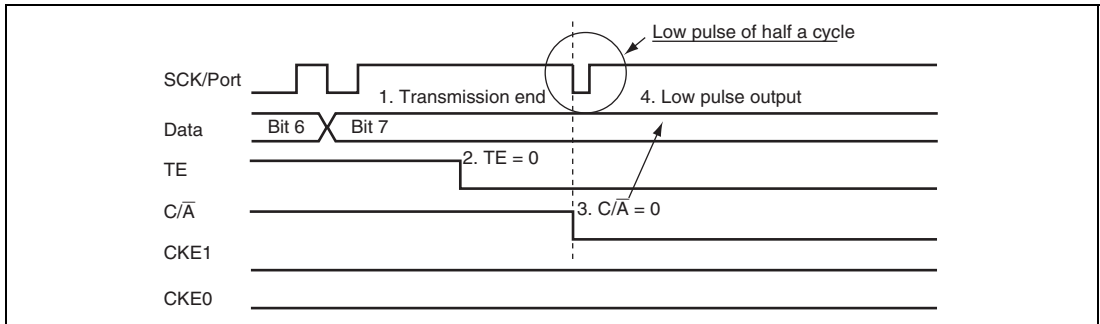 Low pulse of half a cycle
SCK/Port
1. Transmission end
4. Low pulse output
Data
Bit 6
Bit 7
TE
2. TE = 0
C/A̅
3. C/A̅ = 0
CKE1
CKE0